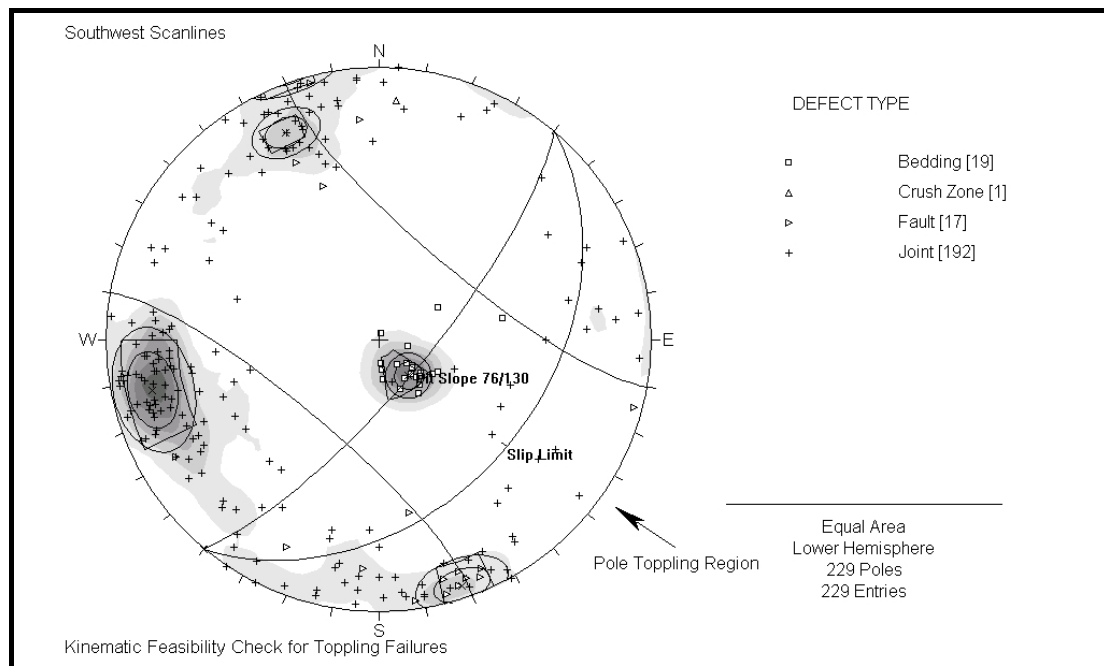 Southwest Scanlines
N
DEFECT TYPE
Bedding [19]
Crush Zone [1]
Fault [17]
Joint [192]
W
E
Slope 76/130
Slip Limit
Pole Toppling Region
Equal Area
Lower Hemisphere
229 Poles
229 Entries
S
Kinematic Feasibility Check for Toppling Failures